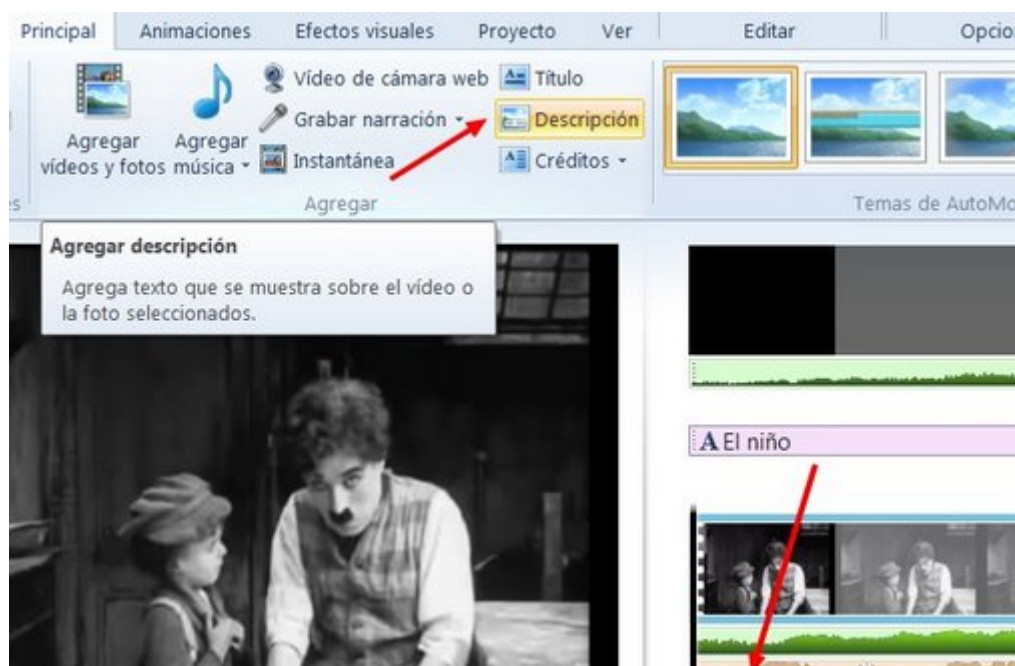 Principal Animaciones Efectos visuales Proyecto Ver Editar Opcio
Vídeo de cámara web Título
Grabar narración Descripción
Instantánea Créditos
Agregar
vídeos y fotos
Agregar
música
Agregar
Temas de AutoMo
Agregar descripción
Agrega texto que se muestra sobre el vídeo o
la foto seleccionados.
A El niño